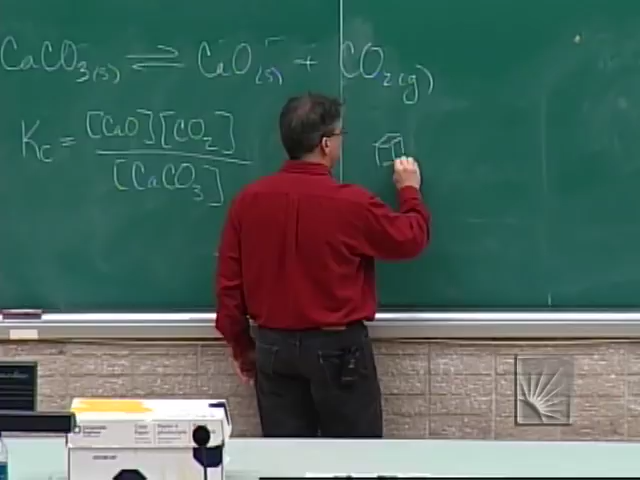 CaCO₃(s) ⇌ CaO(s) + CO₂(g)
Kc = [CaO][CO₂] / [CaCO₃]